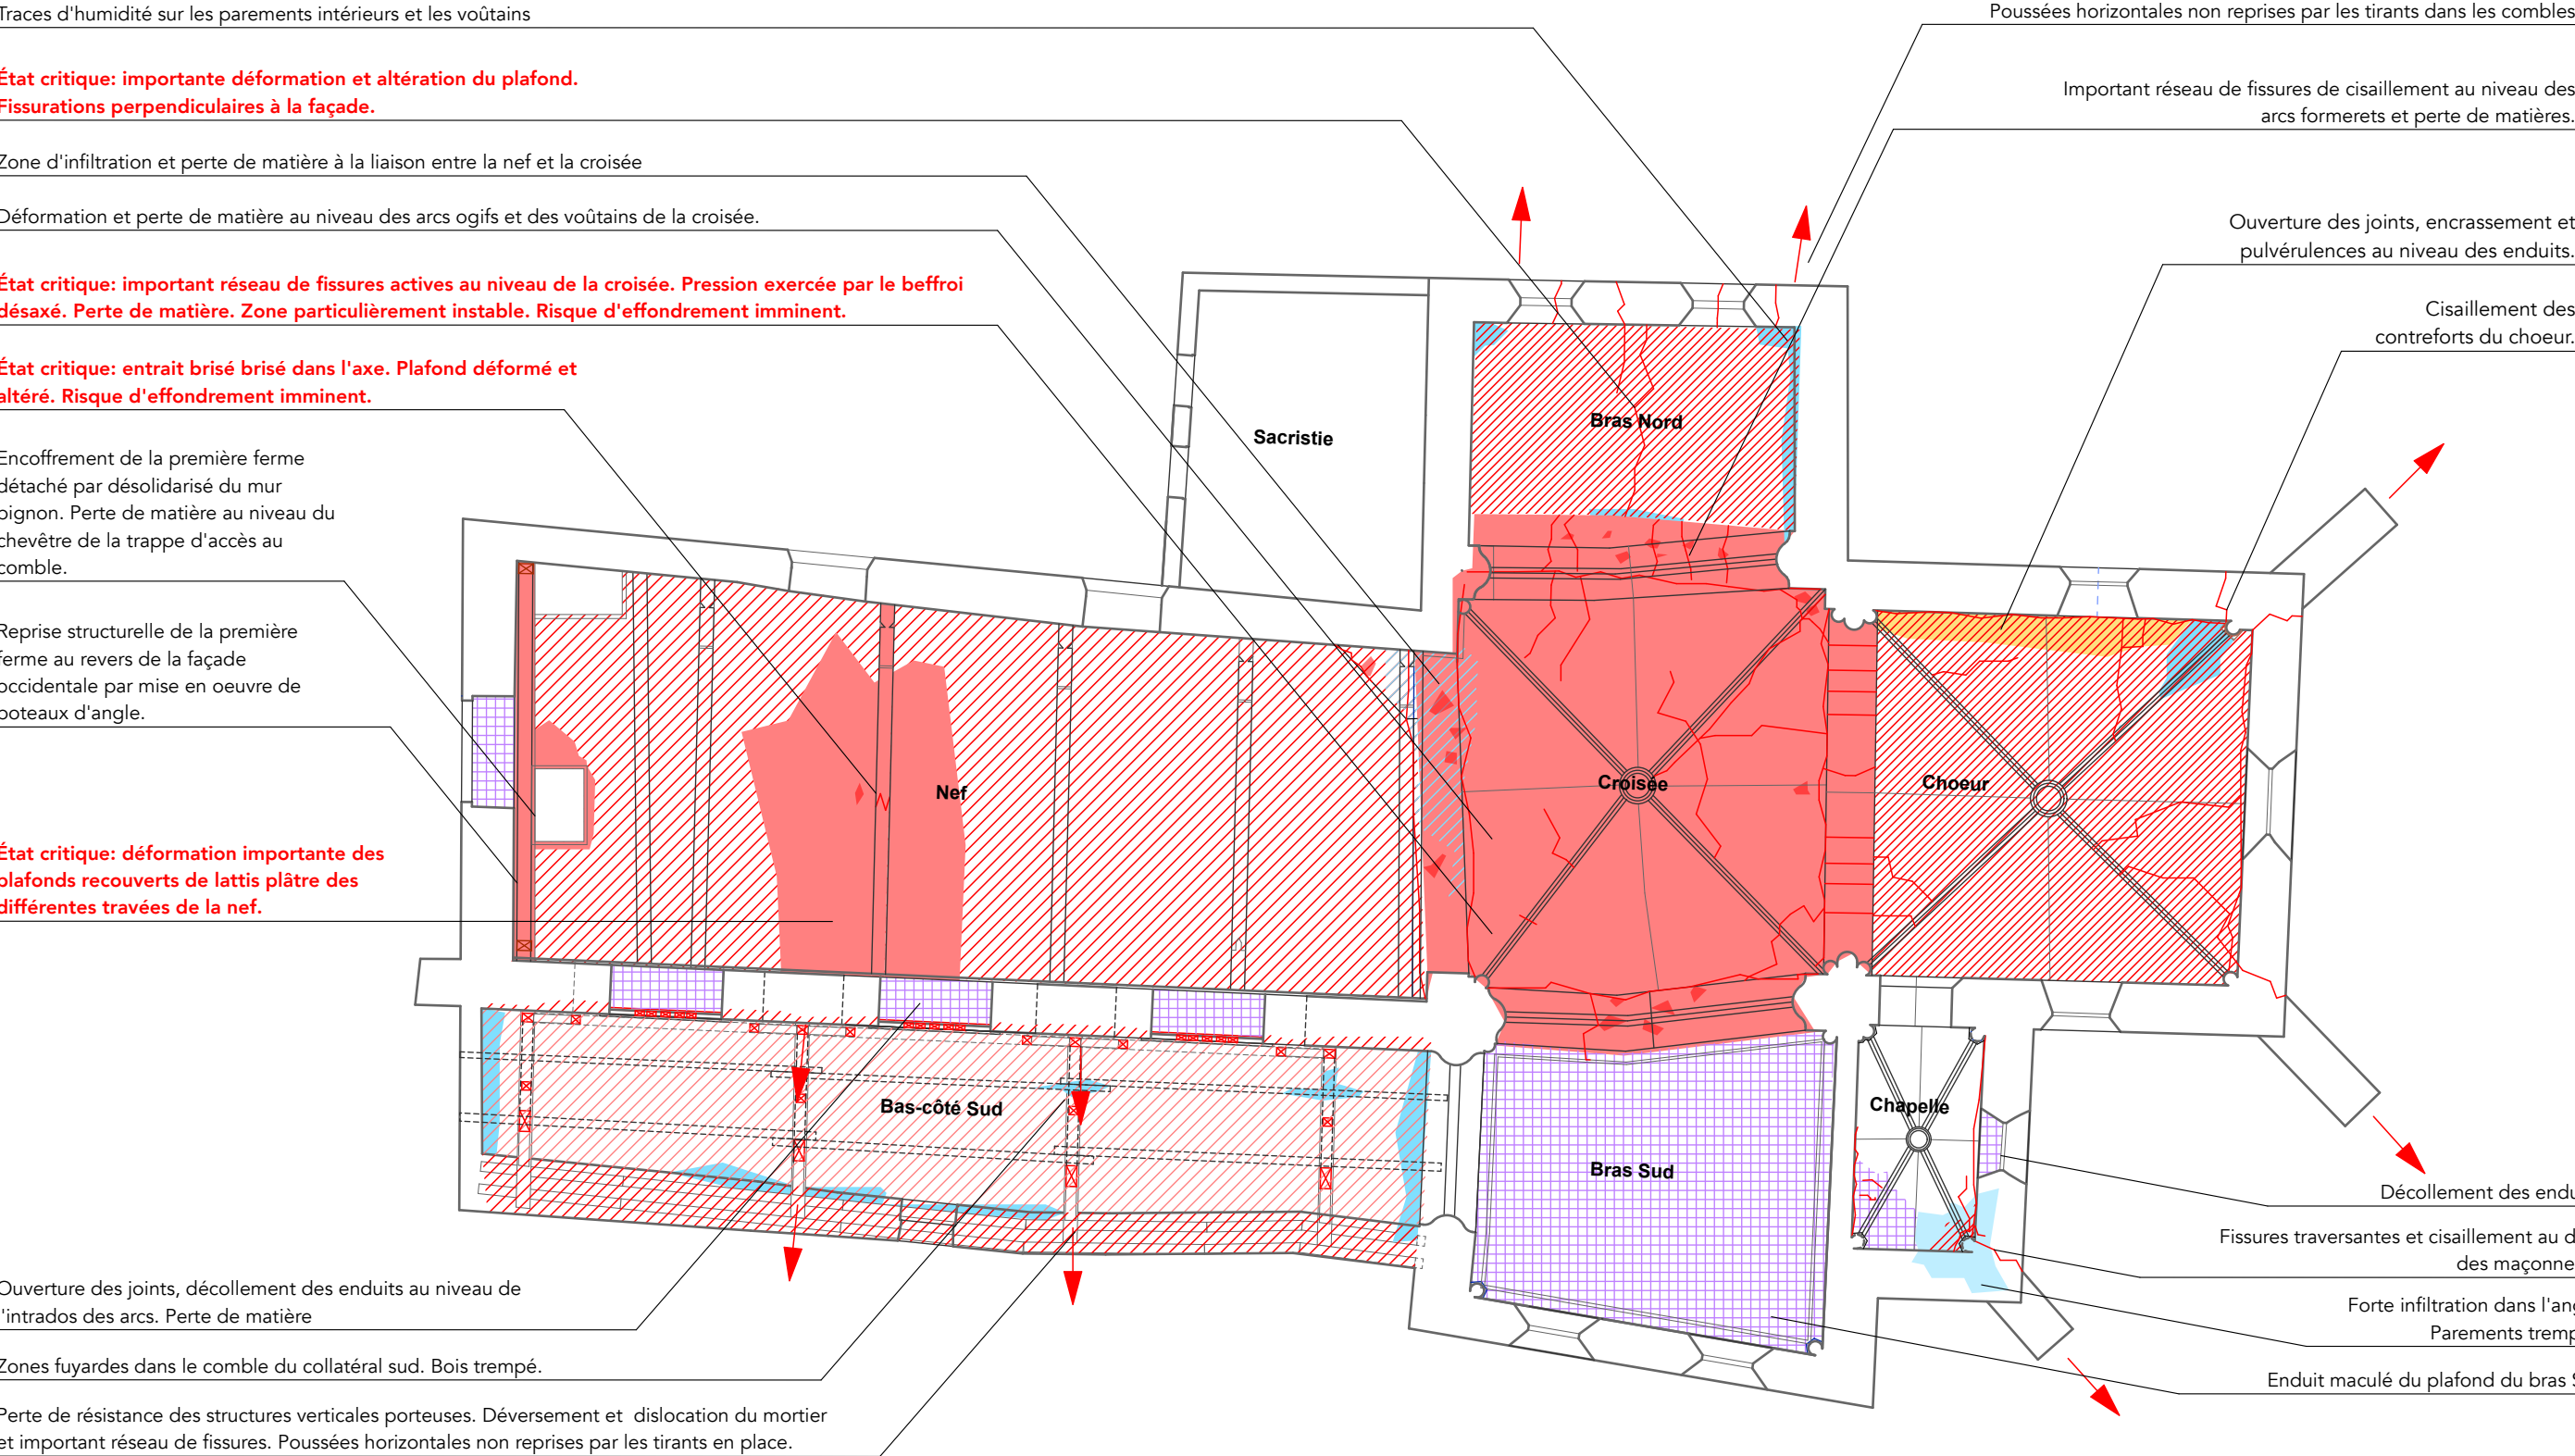 Traces d'humidité sur les parements intérieurs et les voûtains
État critique: importante déformation et altération du plafond.
Fissurations perpendiculaires à la façade.
Zone d'infiltration et perte de matière à la liaison entre la nef et la croisée
Déformation et perte de matière au niveau des arcs ogifs et des voûtains de la croisée.
État critique: important réseau de fissures actives au niveau de la croisée. Pression exercée par le beffroi
désaxé. Perte de matière. Zone particulièrement instable. Risque d'effondrement imminent.
État critique: entrait brisé brisé dans l'axe. Plafond déformé et
altéré. Risque d'effondrement imminent.
Encoffrement de la première ferme
détaché par désolidarisé du mur
pignon. Perte de matière au niveau du
chevêtre de la trappe d'accès au
comble.
Reprise structurelle de la première
ferme au revers de la façade
occidentale par mise en oeuvre de
poteaux d'angle.
État critique: déformation importante des
plafonds recouverts de lattis plâtre des
différentes travées de la nef.
Ouverture des joints, décollement des enduits au niveau de
l'intrados des arcs. Perte de matière
Zones fuyardes dans le comble du collatéral sud. Bois trempé.
Perte de résistance des structures verticales porteuses. Déversement et dislocation du mortier
et important réseau de fissures. Poussées horizontales non reprises par les tirants en place.
Sacristie
Bras Nord
Nef
Croisée
Choeur
Bas-côté Sud
Bras Sud
Chapelle
Poussées horizontales non reprises par les tirants dans les combles
Important réseau de fissures de cisaillement au niveau des
arcs formerets et perte de matières.
Ouverture des joints, encrassement et
pulvérulences au niveau des enduits.
Cisaillement des
contreforts du choeur.
Décollement des endu
Fissures traversantes et cisaillement au d
des maçonne
Forte infiltration dans l'ang
Parements tremp
Enduit maculé du plafond du bras S